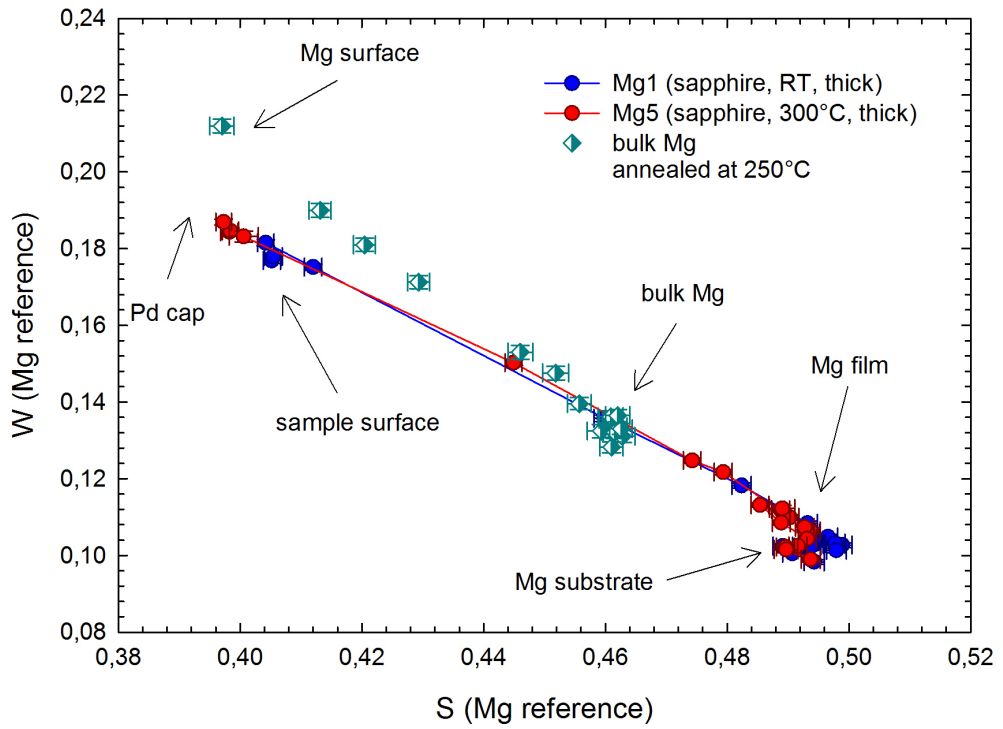 0,24
0,22
0,20
0,18
0,16
0,14
0,12
0,10
0,08
W (Mg reference)
Mg surface
Mg1 (sapphire, RT, thick)
Mg5 (sapphire, 300°C, thick)
bulk Mg
annealed at 250°C
Pd cap
sample surface
bulk Mg
Mg film
Mg substrate
0,38 0,40 0,42 0,44 0,46 0,48 0,50 0,52
S (Mg reference)